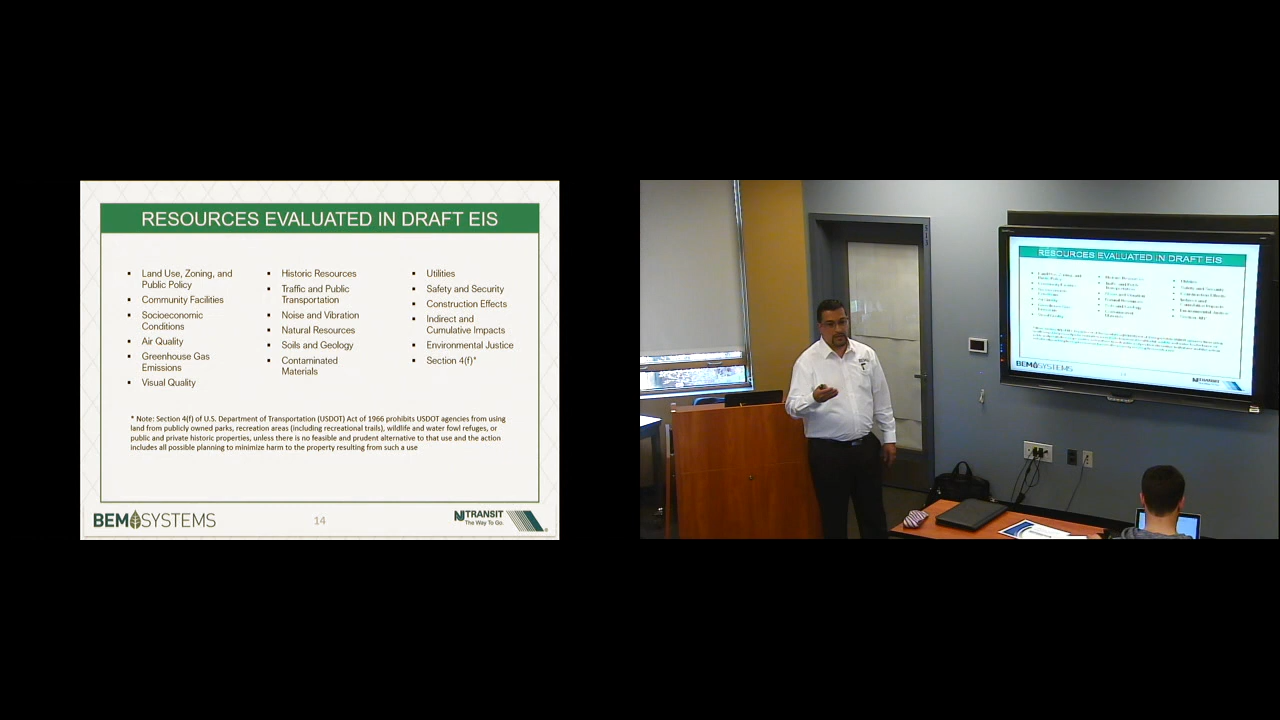 RESOURCES EVALUATED IN DRAFT EIS
▪ Land Use, Zoning, and
Public Policy
▪ Community Facilities
▪ Socioeconomic
Conditions
▪ Air Quality
▪ Greenhouse Gas
Emissions
▪ Visual Quality
▪ Historic Resources
▪ Traffic and Public
Transportation
▪ Noise and Vibration
▪ Natural Resources
▪ Soils and Geology
▪ Contaminated
Materials
▪ Utilities
▪ Safety and Security
▪ Construction Effects
▪ Indirect and
Cumulative Impacts
▪ Environmental Justice
▪ Section 4(f)*
* Note: Section 4(f) of U.S. Department of Transportation (USDOT) Act of 1966 prohibits USDOT agencies from using
land from publicly owned parks, recreation areas (including recreational trails), wildlife and water fowl refuges, or
public and private historic properties, unless there is no feasible and prudent alternative to that use and the action
includes all possible planning to minimize harm to the property resulting from such a use
BEM SYSTEMS
14
NJ TRANSIT
The Way To Go.
RESOURCES EVALUATED IN DRAFT EIS
BEM SYSTEMS
NJ TRANSIT